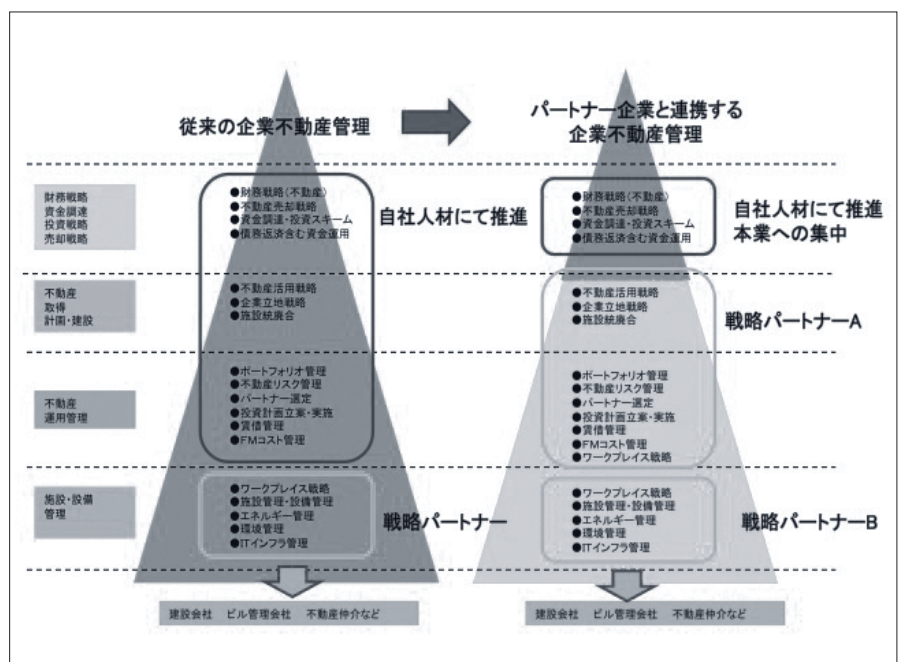 従来の企業不動産管理
パートナー企業と連携する
企業不動産管理
財務戦略
資金調達
投資戦略
売却戦略
●財務戦略〈不動産〉
●不動産売却戦略
●資金調達・投資スキーム
●債務返済含む資金運用
自社人材にて推進
●財務戦略〈不動産〉
●不動産売却戦略
●資金調達・投資スキーム
●債務返済含む資金運用
自社人材にて推進
本業への集中
不動産
取得
計画・建設
●不動産活用戦略
●企業立地戦略
●施設統廃合
●不動産活用戦略
●企業立地戦略
●施設統廃合
戦略パートナーA
不動産
運用管理
●ポートフォリオ管理
●不動産リスク管理
●パートナー選定
●投資計画立案・実施
●賃借管理
●FMコスト管理
●ポートフォリオ管理
●不動産リスク管理
●パートナー選定
●投資計画立案・実施
●賃借管理
●FMコスト管理
●ワークプレイス戦略
施設・設備
管理
●ワークプレイス戦略
●施設管理・設備管理
●エネルギー管理
●環境管理
●ITインフラ管理
戦略パートナー
●ワークプレイス戦略
●施設管理・設備管理
●エネルギー管理
●環境管理
●ITインフラ管理
戦略パートナーB
建設会社 ビル管理会社 不動産仲介など
建設会社 ビル管理会社 不動産仲介など